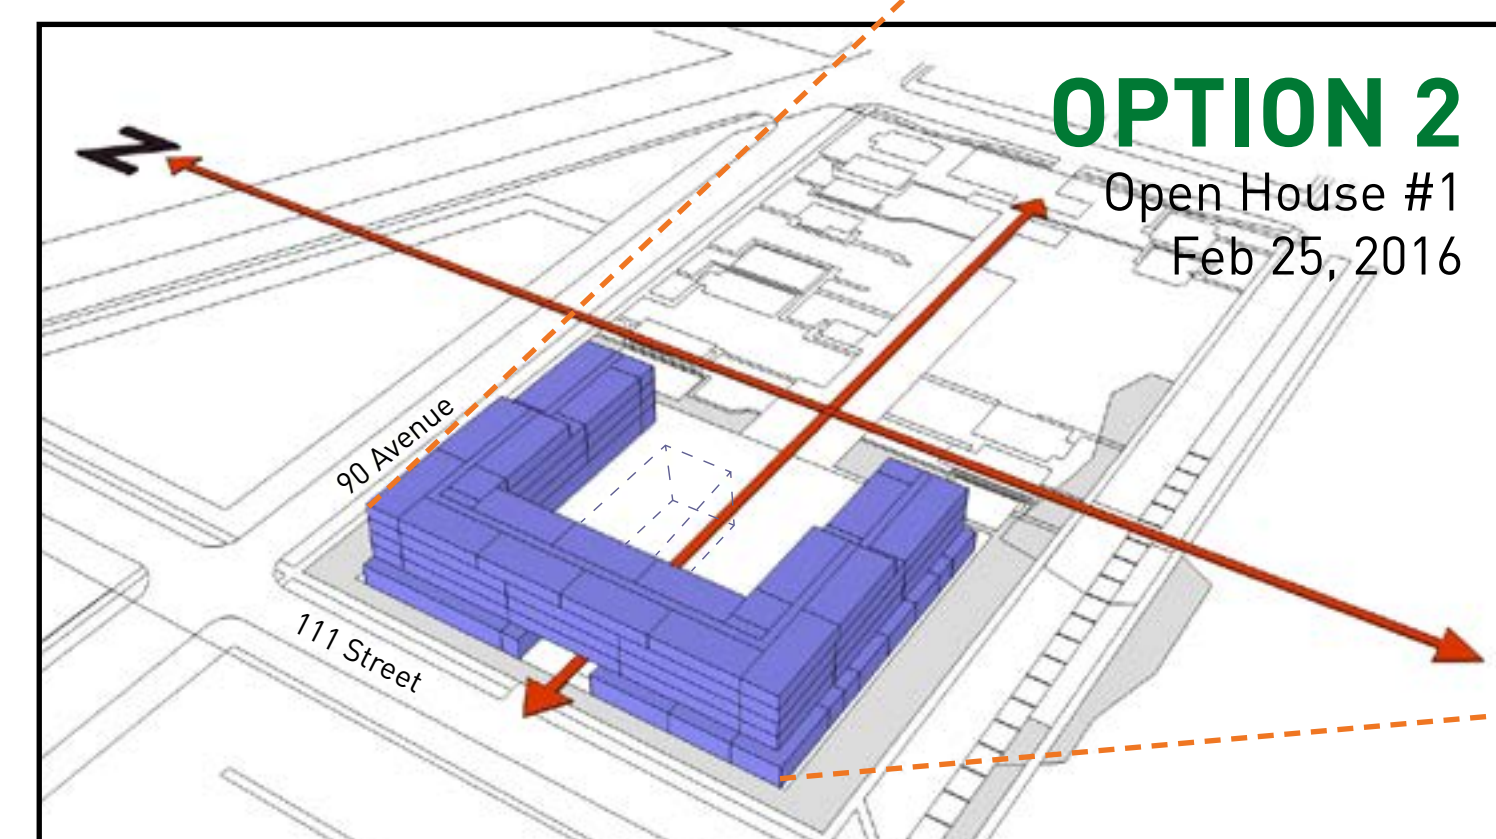 OPTION 2
Open House #1
Feb 25, 2016
N
90 Avenue
111 Street